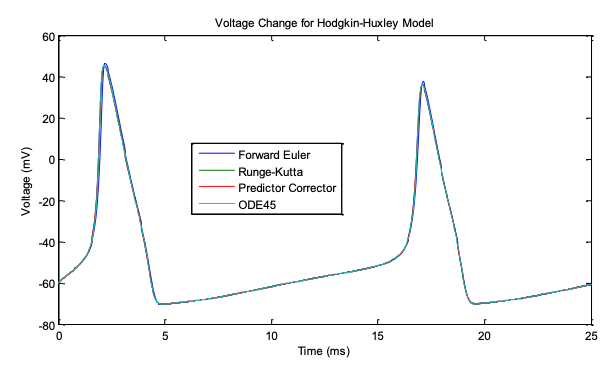 Voltage Change for Hodgkin-Huxley Model
60
40
20
0
-20
-40
-60
-80
Voltage (mV)
Forward Euler
Runge-Kutta
Predictor Corrector
ODE45
0 5 10 15 20 25
Time (ms)